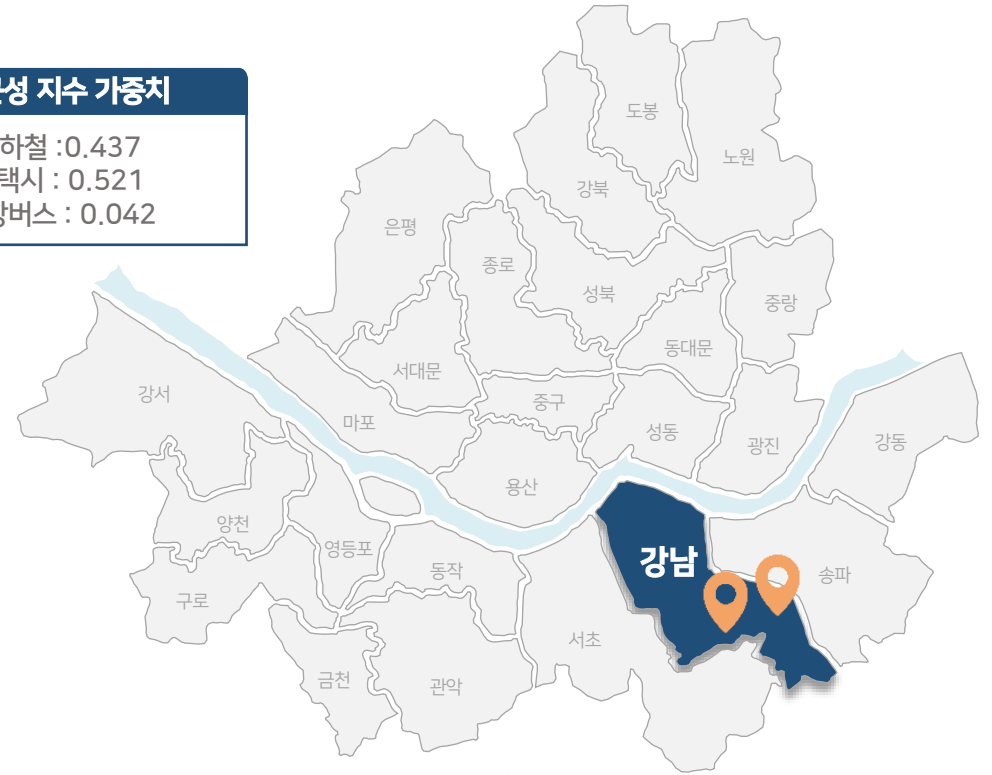 성 지수 가중치
하철 :0.437
택시 : 0.521
버스 : 0.042
도봉
노원
강북
은평
종로
성북
중랑
동대문
서대문
강서
중구
마포
성동
광진
강동
용산
양천
영등포
강남
동작
송파
구로
서초
금천
관악